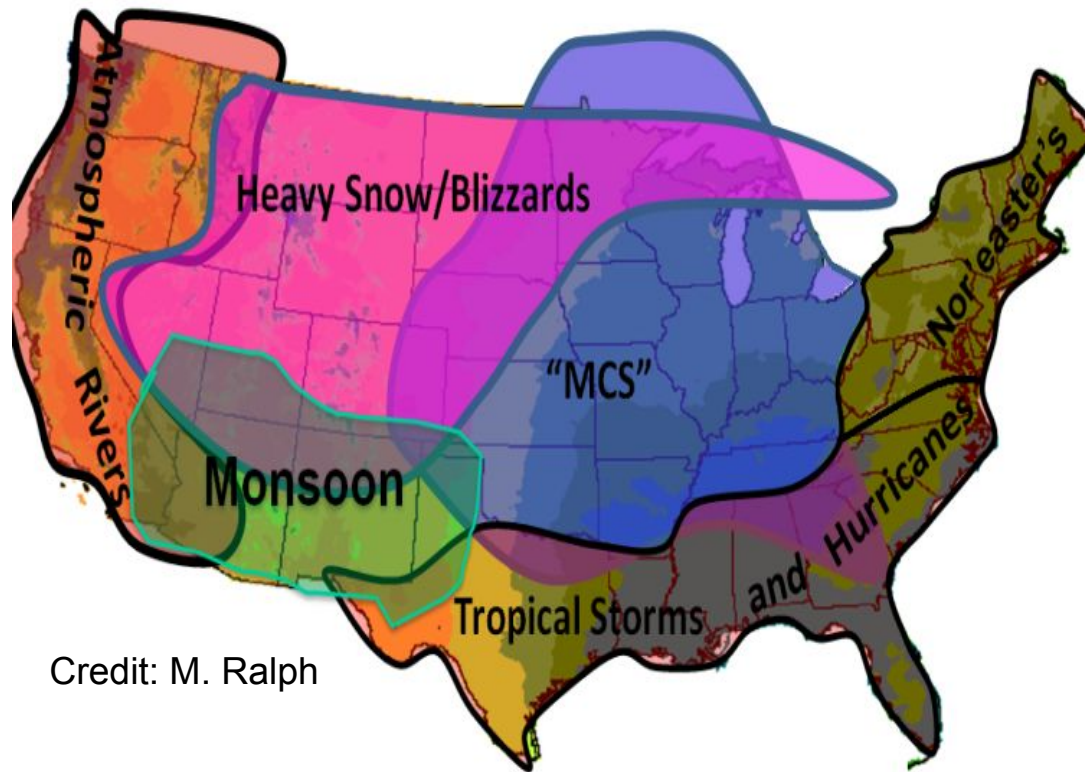 Atmospheric Rivers
Heavy Snow/Blizzards
Nor'easter's
"MCS"
Monsoon
Tropical Storms and Hurricanes
Credit: M. Ralph